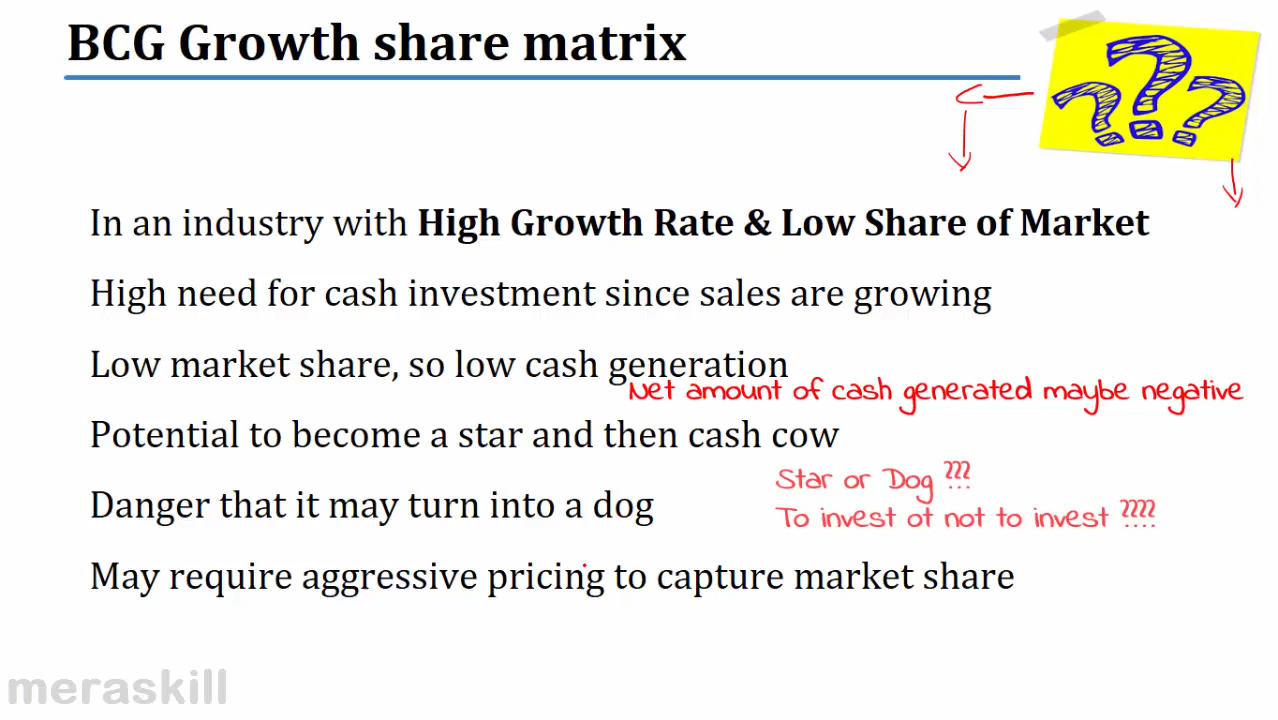 BCG Growth share matrix
???
In an industry with High Growth Rate & Low Share of Market
High need for cash investment since sales are growing
Low market share, so low cash generation
Net amount of cash generated maybe negative
Potential to become a star and then cash cow
Star or Dog ???
Danger that it may turn into a dog
To invest ot not to invest ????
May require aggressive pricing to capture market share
meraskill